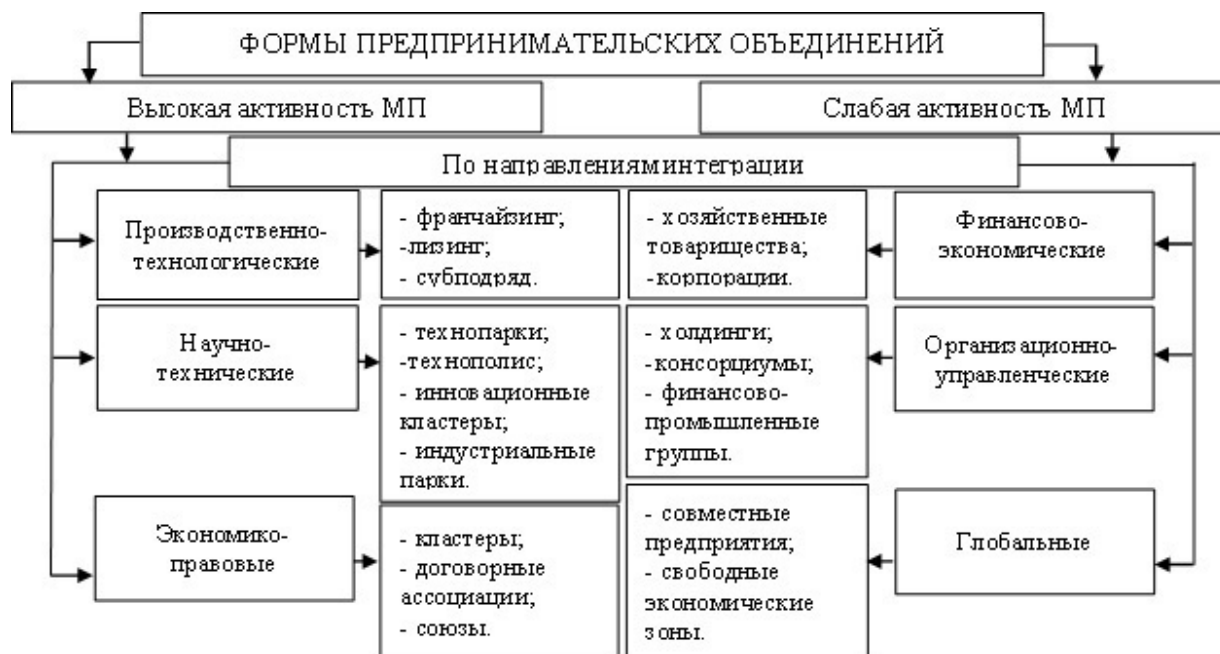 ФОРМЫ ПРЕДПРИНИМАТЕЛЬСКИХ ОБЪЕДИНЕНИЙ
Высокая активность МП
Слабая активность МП
По направлениям интеграции
Производственно-
технологические
- франчайзинг;
-лизинг;
- субподряд.
- хозяйственные
товарищества;
-корпорации.
Финансово-
экономические
Научно-
технические
- технопарки;
-технополис;
- инновационные
кластеры;
- индустриальные
парки.
- холдинги;
-консорциумы;
- финансово-
промышленные
группы.
Организационно-
управленческие
Экономико-
правовые
- кластеры;
- договорные
ассоциации;
- союзы.
- совместные
предприятия;
- свободные
экономические
зоны.
Глобальные